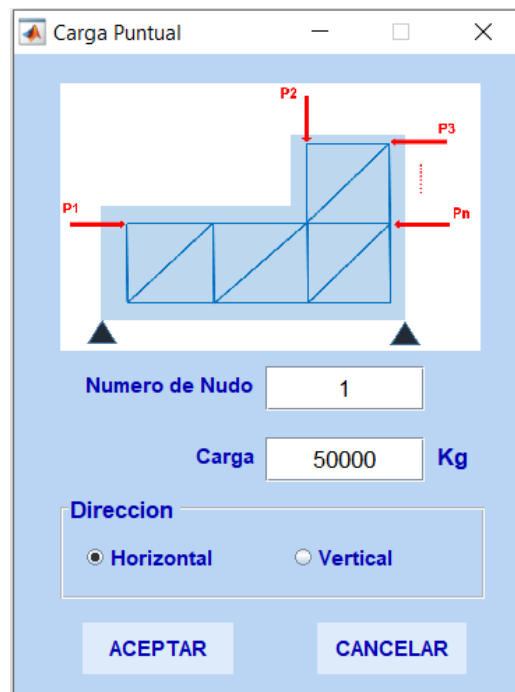 Carga Puntual
P2
P3
P1
Pn
Numero de Nudo 1
Carga 50000 Kg
Direccion
Horizontal Vertical
ACEPTAR CANCELAR